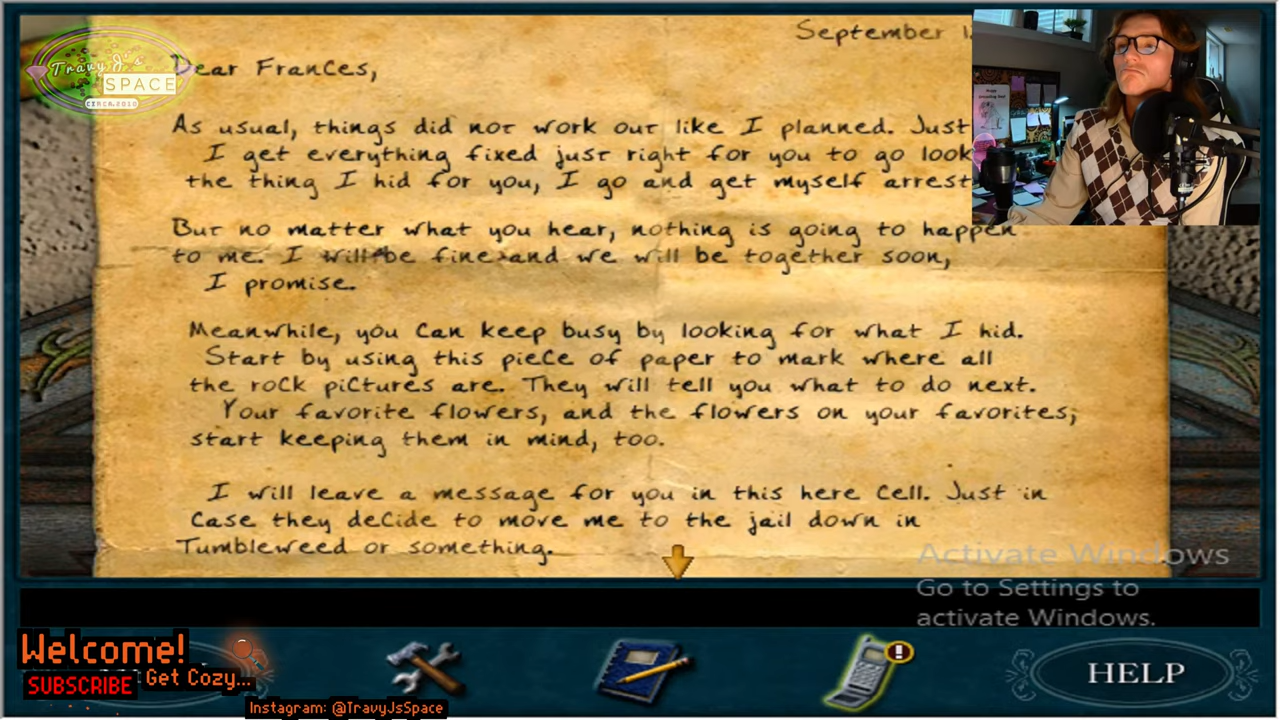 September 1
Travy J's
SPACE
CIRCA.2010
Dear Frances,
As usual, things did not work out like I planned. Just
I get everything fixed just right for you to go look
the thing I hid for you, I go and get myself arrest
But no matter what you hear, nothing is going to happen
to me. I will be fine and we will be together soon,
I promise.
Meanwhile, you can keep busy by looking for what I hid.
Start by using this piece of paper to mark where all
the rock pictures are. They will tell you what to do next.
Your favorite flowers, and the flowers on your favorites,
start keeping them in mind, too.
I will leave a message for you in this here cell. Just in
case they decide to move me to the jail down in
Tumbleweed or something.
Activate Windows
Go to Settings to
activate Windows.
Welcome!
Get Cozy...
SUBSCRIBE
Instagram: @TravyJsSpace
!
HELP